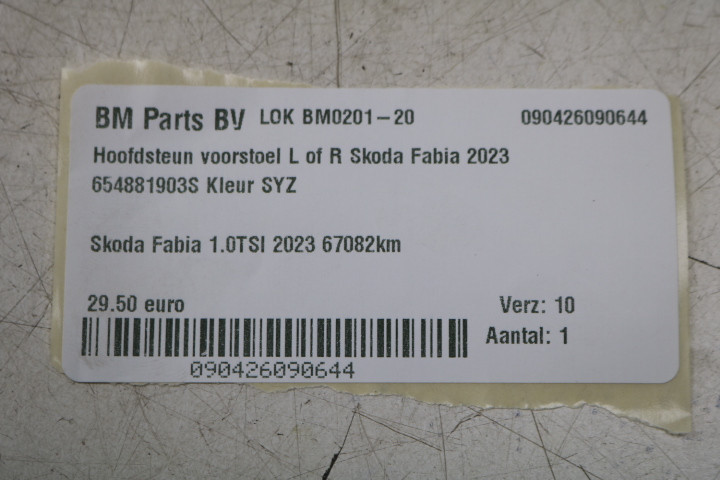 BM Parts BV LOK BM0201-20 090426090644
Hoofdsteun voorstoel L of R Skoda Fabia 2023
654881903S Kleur SYZ
Skoda Fabia 1.0TSI 2023 67082km
29.50 euro Verz: 10
Aantal: 1
090426090644